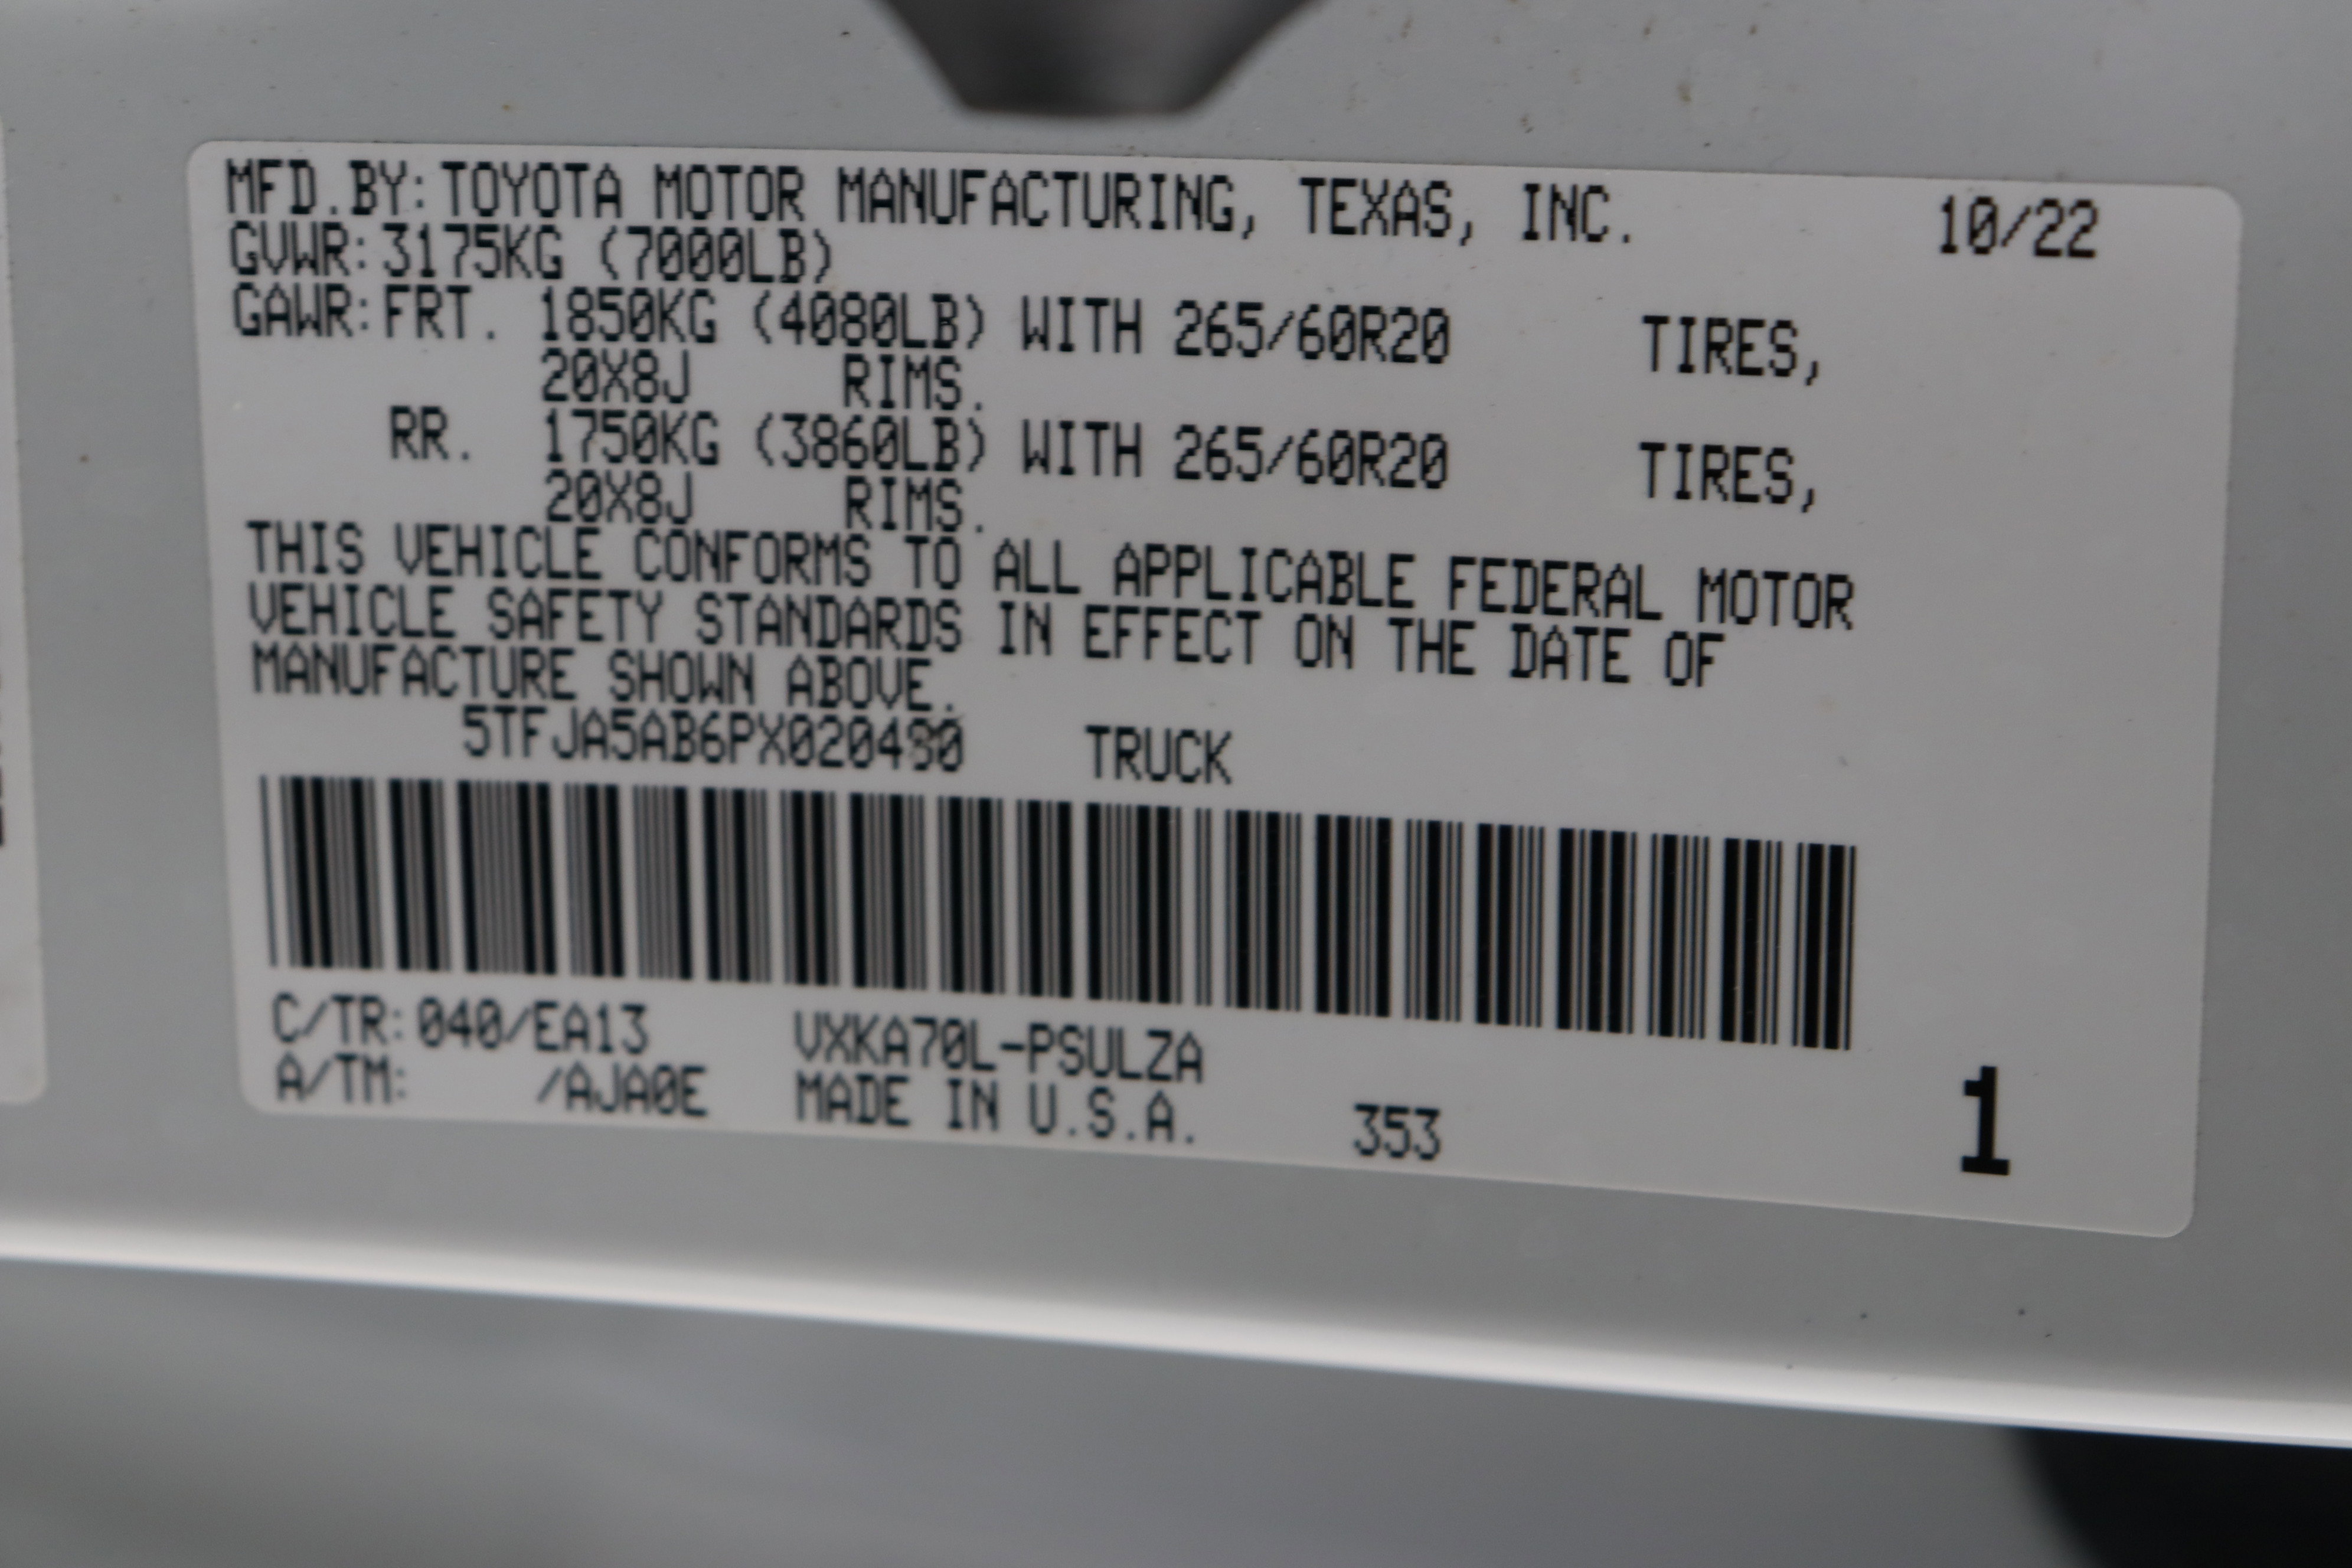 MFD.BY:TOYOTA MOTOR MANUFACTURING, TEXAS, INC. 10/22
GVWR:3175KG (7000LB)
GAWR:FRT. 1850KG (4080LB) WITH 265/60R20 TIRES,
20X8J RIMS.
RR. 1750KG (3860LB) WITH 265/60R20 TIRES,
20X8J RIMS.
THIS VEHICLE CONFORMS TO ALL APPLICABLE FEDERAL MOTOR
VEHICLE SAFETY STANDARDS IN EFFECT ON THE DATE OF
MANUFACTURE SHOWN ABOVE.
5TFJA5AB6PX020480 TRUCK
C/TR:040/EA13 VXKA70L-PSULZA
A/TM: /AJA0E MADE IN U.S.A. 353 1